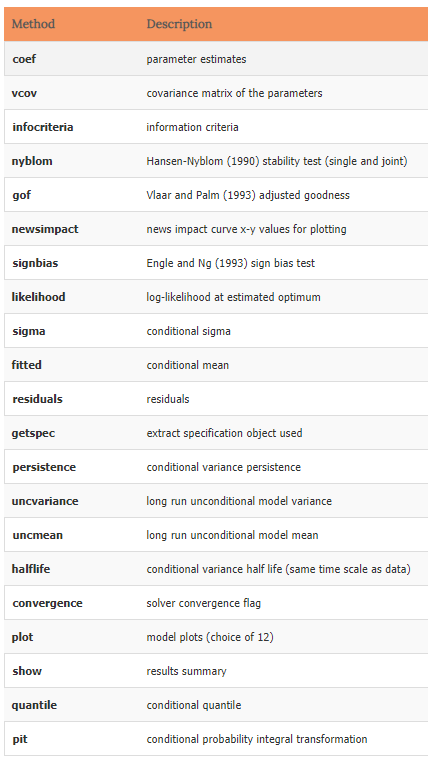 Method Description
coef parameter estimates
vcov covariance matrix of the parameters
infocriteria information criteria
nyblom Hansen-Nyblom (1990) stability test (single and joint)
gof Vlaar and Palm (1993) adjusted goodness
newsimpact news impact curve x-y values for plotting
signbias Engle and Ng (1993) sign bias test
likelihood log-likelihood at estimated optimum
sigma conditional sigma
fitted conditional mean
residuals residuals
getspec extract specification object used
persistence conditional variance persistence
uncvariance long run unconditional model variance
uncmean long run unconditional model mean
halflife conditional variance half life (same time scale as data)
convergence solver convergence flag
plot model plots (choice of 12)
show results summary
quantile conditional quantile
pit conditional probability integral transformation